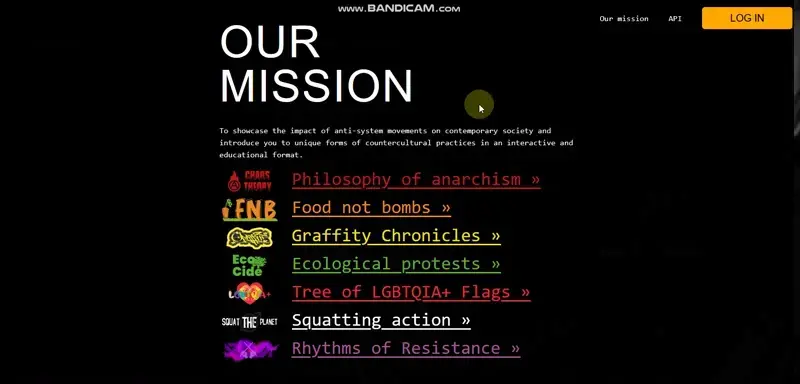 www.BANDICAM.com
Our mission API LOG IN
OUR
MISSION
To showcase the impact of anti-system movements on contemporary society and
introduce you to unique forms of countercultural practices in an interactive and
educational format.
CHAOS
THEORY
Philosophy of anarchism »
FNB
Food not bombs »
Graffity Chronicles »
Eco
Cide
Ecological protests »
LGBTQIA+
Tree of LGBTQIA+ Flags »
SQUAT THE PLANET
Squatting action »
Rhythms of Resistance »